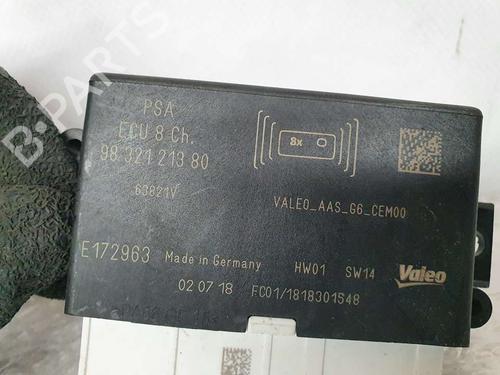 PSA
ECU 8 Ch.
98 321 213 80
63821V
8x
VALEO_AAS_G6_CEM00
E172963
Made in Germany
HW01 SW14
Valeo
02 07 18
FC01/1818301548
B-PARTS